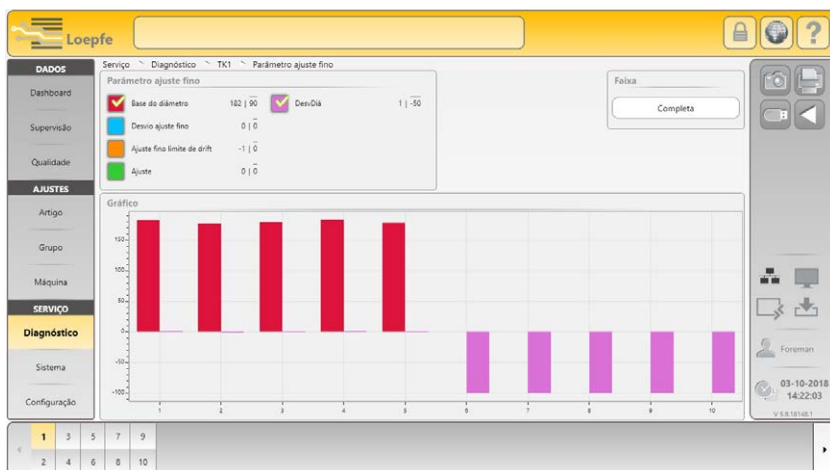 Loepfe
?
DADOS
Dashboard
Supervisão
Qualidade
AJUSTES
Artigo
Grupo
Máquina
SERVIÇO
Diagnóstico
Sistema
Configuração
Serviço > Diagnóstico > TK1 > Parâmetro ajuste fino
Parâmetro ajuste fino
Base do diâmetro 182 | 90 DesvDiá 1 | -50
Desvio ajuste fino 0 | 0
Ajuste fino limite de drift -1 | 0
Ajuste 0 | 0
Faixa
Completa
Gráfico
150
100
50
0
-50
-100
1 2 3 4 5 6 7 8 9 10
Foreman
03-10-2018
14:22:03
1 3 5 7 9
2 4 6 8 10